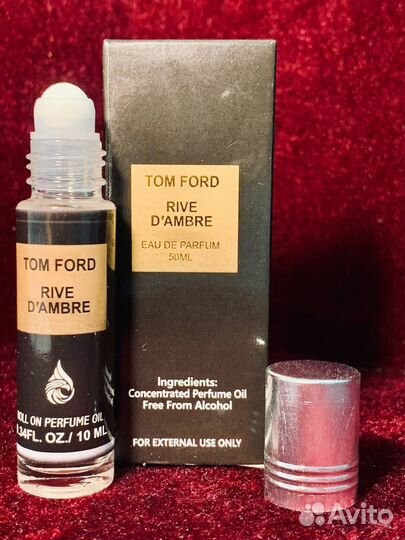 TOM FORD
RIVE
D'AMBRE
EAU DE PARFUM
50ML
Ingredients:
Concentrated Perfume Oil
Free From Alcohol
FOR EXTERNAL USE ONLY
TOM FORD
RIVE
D'AMBRE
ROLL ON PERFUME OIL
0.34FL. OZ./ 10 ML
Avito